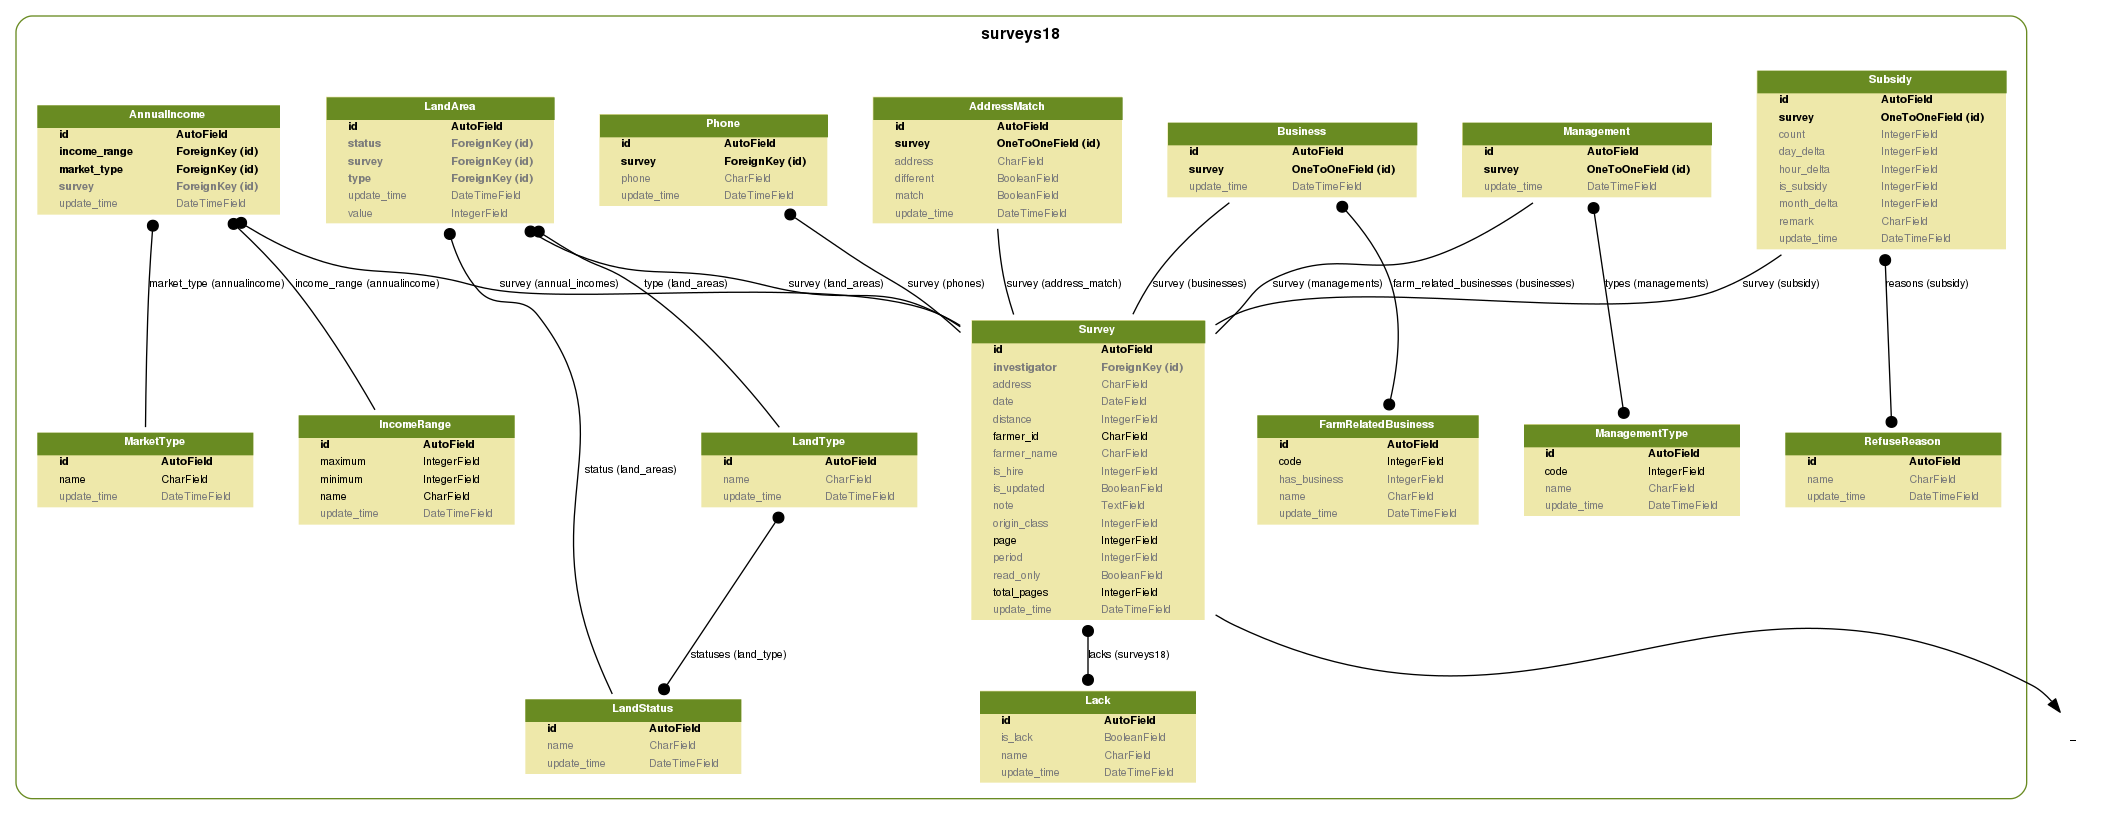 surveys18
AnnualIncome
id AutoField
income_range ForeignKey (id)
market_type ForeignKey (id)
survey ForeignKey (id)
update_time DateTimeField
LandArea
id AutoField
status ForeignKey (id)
survey ForeignKey (id)
type ForeignKey (id)
update_time DateTimeField
value IntegerField
Phone
id AutoField
survey ForeignKey (id)
phone CharField
update_time DateTimeField
AddressMatch
id AutoField
survey OneToOneField (id)
address CharField
different BooleanField
match BooleanField
update_time DateTimeField
Business
id AutoField
survey OneToOneField (id)
update_time DateTimeField
Management
id AutoField
survey OneToOneField (id)
update_time DateTimeField
Subsidy
id AutoField
survey OneToOneField (id)
count IntegerField
day_delta IntegerField
hour_delta IntegerField
is_subsidy IntegerField
month_delta IntegerField
remark CharField
update_time DateTimeField
market_type (annualincome)
income_range (annualincome)
survey (annual_incomes)
type (land_areas)
survey (land_areas)
survey (phones)
survey (address_match)
survey (businesses)
survey (managements)
farm_related_businesses (businesses)
types (managements)
survey (subsidy)
reasons (subsidy)
Survey
id AutoField
investigator ForeignKey (id)
address CharField
date DateField
distance IntegerField
farmer_id CharField
farmer_name CharField
is_hire IntegerField
is_updated BooleanField
note TextField
origin_class IntegerField
page IntegerField
period IntegerField
read_only BooleanField
total_pages IntegerField
update_time DateTimeField
MarketType
id AutoField
name CharField
update_time DateTimeField
IncomeRange
id AutoField
maximum IntegerField
minimum IntegerField
name CharField
update_time DateTimeField
status (land_areas)
LandType
id AutoField
name CharField
update_time DateTimeField
FarmRelatedBusiness
id AutoField
code IntegerField
has_business IntegerField
name CharField
update_time DateTimeField
ManagementType
id AutoField
code IntegerField
name CharField
update_time DateTimeField
RefuseReason
id AutoField
name CharField
update_time DateTimeField
statuses (land_type)
lacks (surveys18)
LandStatus
id AutoField
name CharField
update_time DateTimeField
Lack
id AutoField
is_lack BooleanField
name CharField
update_time DateTimeField
_